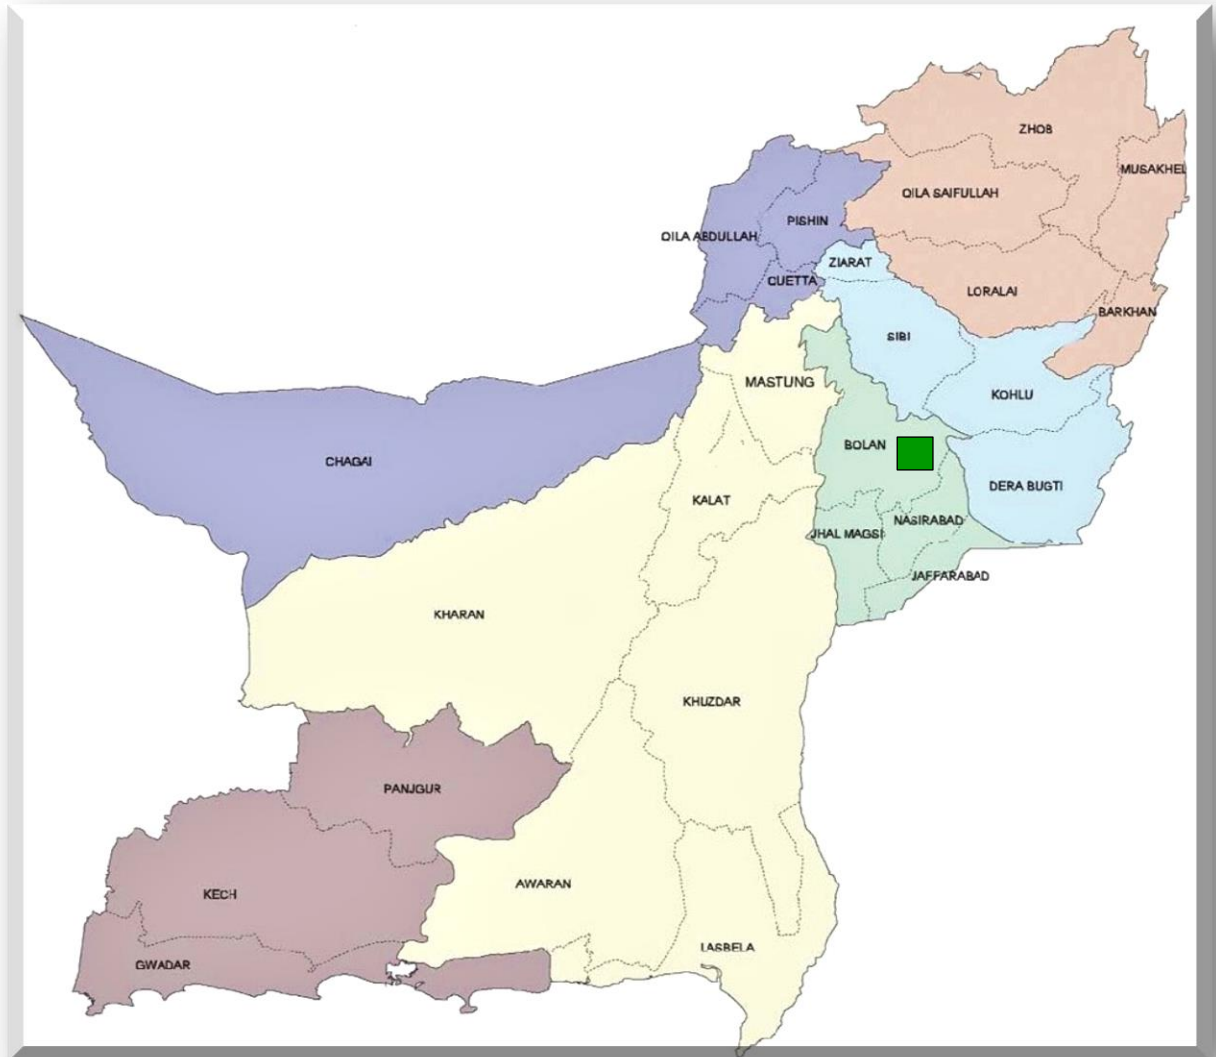 ZHOB
MUSAKHEL
QILA SAIFULLAH
PISHIN
QILA ABDULLAH
ZIARAT
QUETTA
LORALAI
BARKHAN
SIBI
MASTUNG
KOHLU
BOLAN
CHAGAI
DERA BUGTI
KALAT
NASIRABAD
JHAL MAGSI
JAFFARABAD
KHARAN
KHUZDAR
PANJGUR
AWARAN
KECH
LASBELA
GWADAR